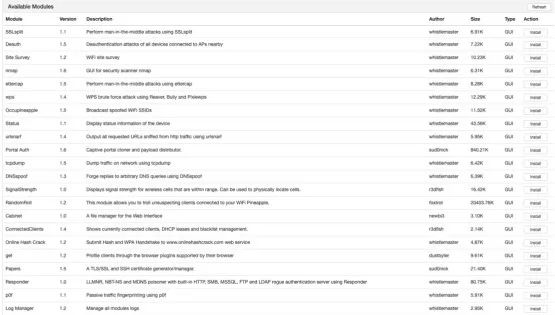 Available Modules Refresh
Module Version Description Author Size Type Action
SSLsplit 1.1 Perform man-in-the-middle attacks using SSLsplit whistlemaster 6.81K GUI Install
Deauth 1.5 Deauthentication attacks of all devices connected to APs nearby whistlemaster 7.22K GUI Install
Site Survey 1.2 WiFi site survey whistlemaster 10.23K GUI Install
nmap 1.6 GUI for security scanner nmap whistlemaster 6.31K GUI Install
ettercap 1.5 Perform man-in-the-middle attacks using ettercap whistlemaster 8.28K GUI Install
wps 1.4 WPS brute force attack using Reaver, Bully and Pixiewps whistlemaster 12.29K GUI Install
Occupineapple 1.5 Broadcast spoofed WiFi SSIDs whistlemaster 11.52K GUI Install
Status 1.1 Display status information of the device whistlemaster 43.56K GUI Install
urlsnarf 1.4 Output all requested URLs sniffed from http traffic using urlsnarf whistlemaster 5.95K GUI Install
Portal Auth 1.6 Captive portal cloner and payload distributor. sud0nick 840.21K GUI Install
tcpdump 1.5 Dump traffic on network using tcpdump whistlemaster 6.42K GUI Install
DNSspoof 1.3 Forge replies to arbitrary DNS queries using DNSspoof whistlemaster 6.39K GUI Install
SignalStrength 1.0 Displays signal strength for wireless cells that are within range. Can be used to physically locate cells. r3dfish 16.42K GUI Install
RandomRoll 1.2 This module allows you to troll unsuspecting clients connected to your WiFi Pineapple. foxtrot GUI Install
Cabinet 1.0 A file manager for the Web Interface newbi3 3.10K GUI Install
ConnectedClients 1.4 Shows currently connected clients, DHCP leases and blacklist management. r3dfish 2.14K GUI Install
Online Hash Crack 1.2 Submit Hash and WPA Handshake to www.onlinehashcrack.com web service whistlemaster 4.87K GUI Install
get 1.2 Profile clients through the browser plugins supported by their browser dustbyter 9.61K GUI Install
Papers 1.5 A TLS/SSL and SSH certificate generator/manager. sud0nick 21.40K GUI Install
Responder 1.0 LLMNR, NBT-NS and MDNS poisoner with built-in HTTP, SMB, MSSQL, FTP and LDAP rogue authentication server using Responder whistlemaster 80.75K GUI Install
p0f 1.1 Passive traffic fingerprinting using p0f whistlemaster 5.81K GUI Install
Log Manager 1.2 Manage all modules logs whistlemaster 2.95K GUI Install